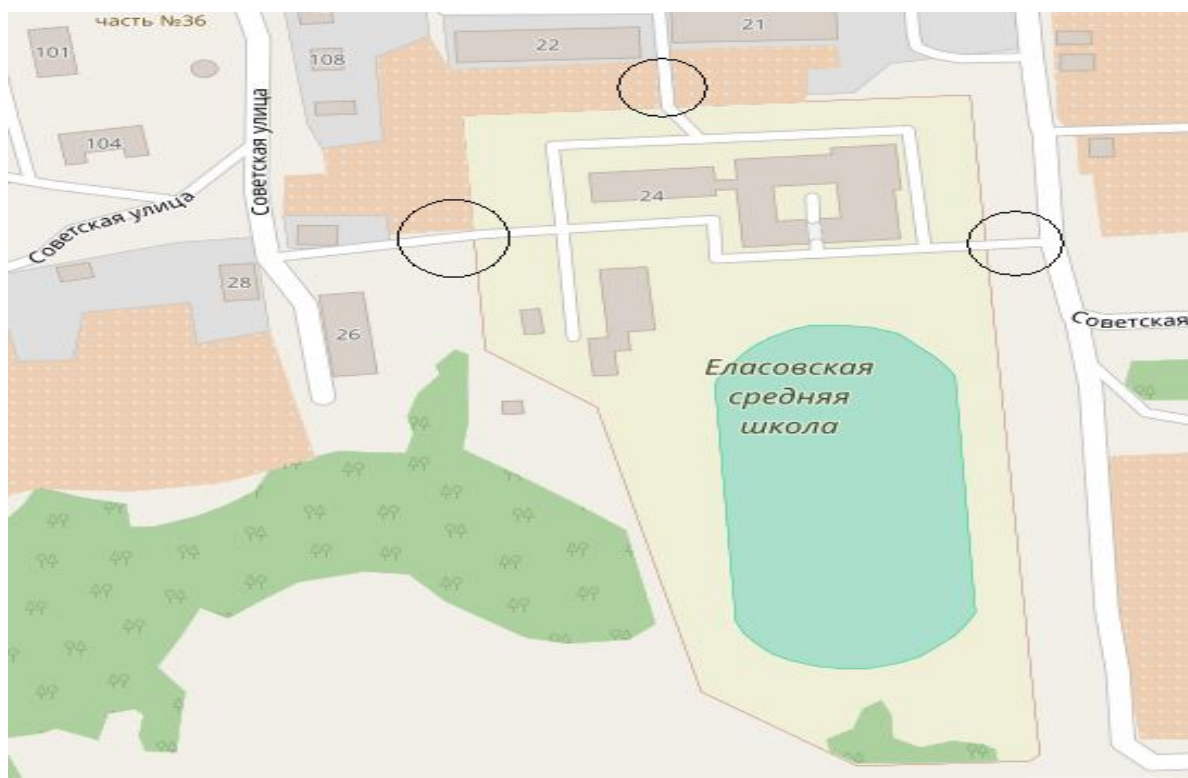 часть №36
101
108
22
21
104
Советская улица
24
Советская улица
28
26
Советская
Еласовская
средняя
школа